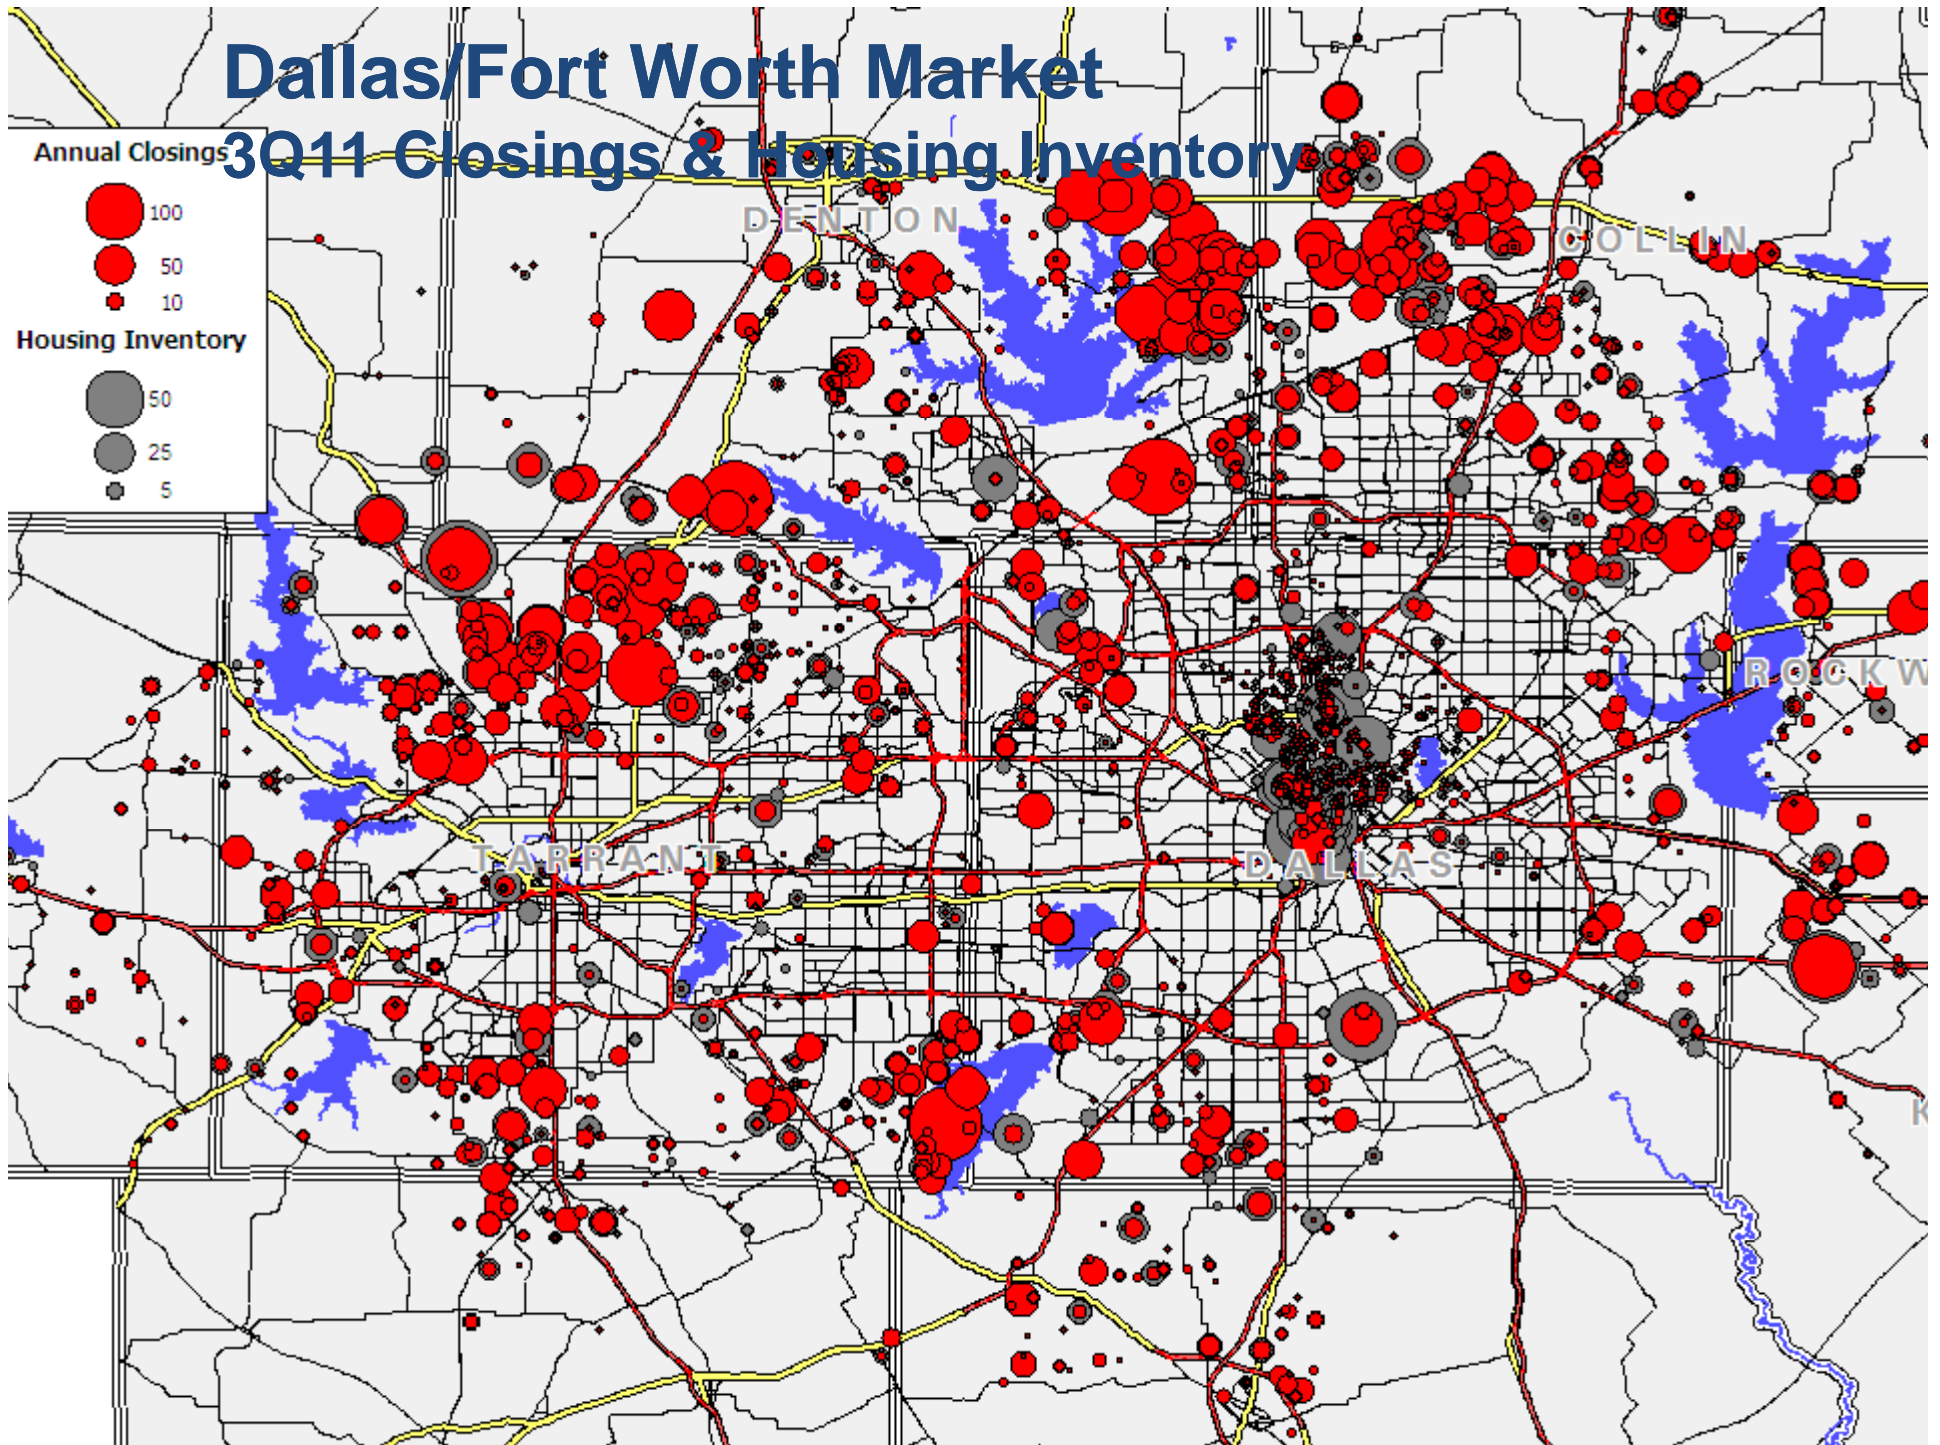 Dallas/Fort Worth Market
3Q11 Closings & Housing Inventory
Annual Closings
100
50
10
Housing Inventory
50
25
5
DENTON
COLLIN
ROCKW
TARRANT
DALLAS
K